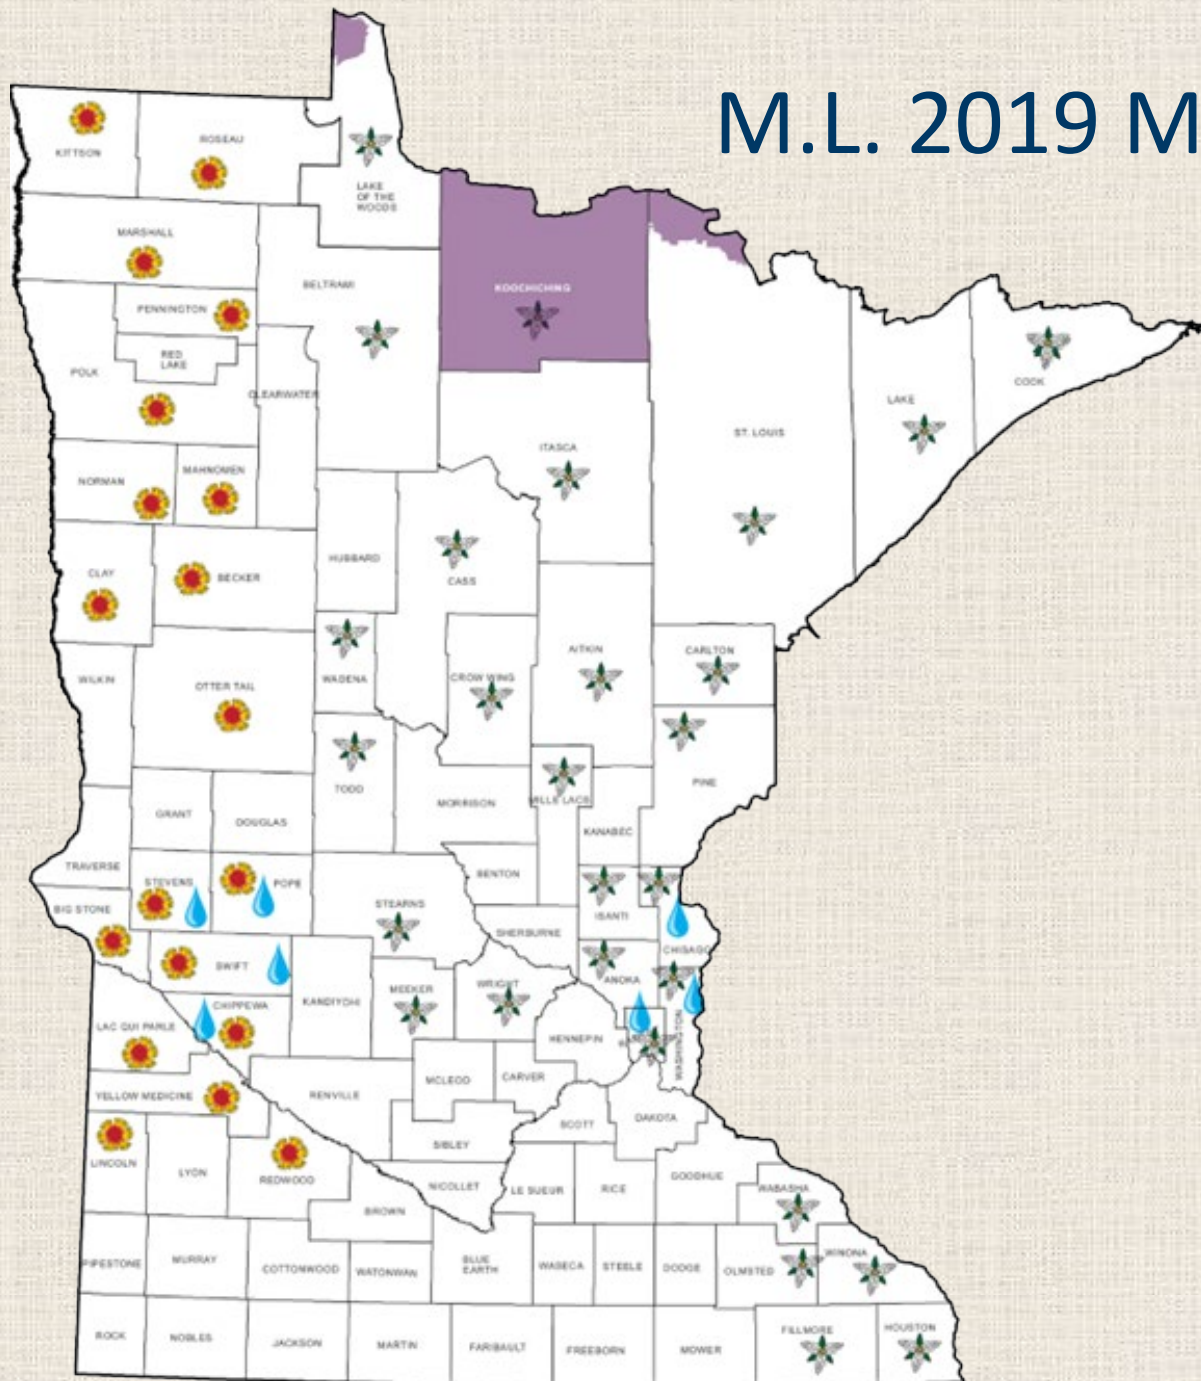 M.L. 2019 M
KITTSON
ROSEAU
LAKE
OF THE
WOODS
MARSHALL
BELTRAMI
KOOCHICHING
PENNINGTON
RED
LAKE
POLK
CLEARWATER
COOK
LAKE
ST. LOUIS
ITASCA
NORMAN
MAHNOMEN
HUBBARD
CASS
CLAY
BECKER
AITKIN
CARLTON
WILKIN
OTTER TAIL
WADENA
CROW WING
PINE
TODD
MORRISON
MILLE LACS
GRANT
DOUGLAS
KANABEC
TRAVERSE
STEVENS
POPE
BENTON
BIG STONE
STEARNS
ISANTI
SHERBURNE
CHISAGO
SWIFT
ANOKA
KANDIYOHI
MEEKER
WRIGHT
CHIPPEWA
LAC QUI PARLE
HENNEPIN
WASHINGTON
MCLEOD
CARVER
YELLOW MEDICINE
RENVILLE
SCOTT
DAKOTA
SIBLEY
LINCOLN
LYON
REDWOOD
NICOLLET
LE SUEUR
RICE
GOODHUE
WABASHA
BROWN
PIPESTONE
MURRAY
COTTONWOOD
WATONWAN
BLUE
EARTH
WASECA
STEELE
DODGE
OLMSTED
WINONA
ROCK
NOBLES
JACKSON
MARTIN
FARIBAULT
FREEBORN
MOWER
FILLMORE
HOUSTON